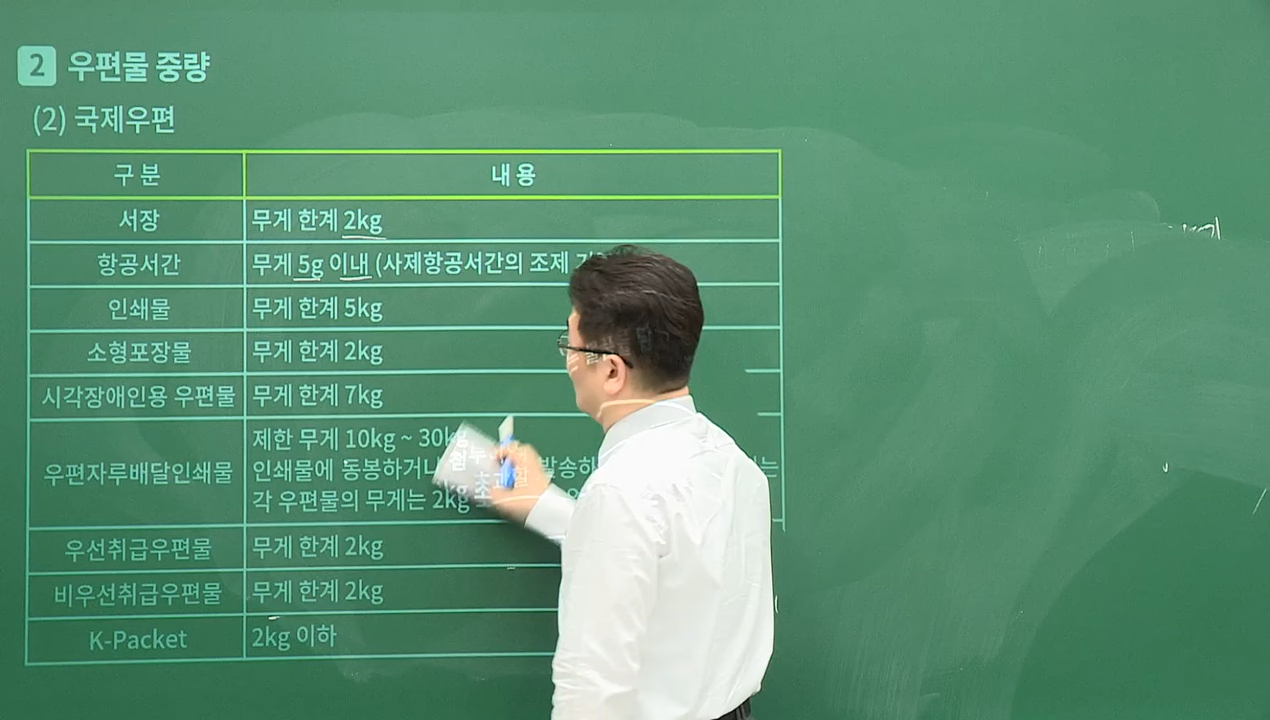 2 우편물 중량
(2) 국제우편
구 분 내 용
서장 무게 한계 2kg
항공서간 무게 5g 이내 (사제항공서간의 조제
인쇄물 무게 한계 5kg
소형포장물 무게 한계 2kg
시각장애인용 우편물 무게 한계 7kg
우편자루배달인쇄물
제한 무게 10kg ~ 30kg
인쇄물에 동봉하거나
각 우편물의 무게는 2kg
우선취급우편물 무게 한계 2kg
비우선취급우편물 무게 한계 2kg
K-Packet 2kg 이하